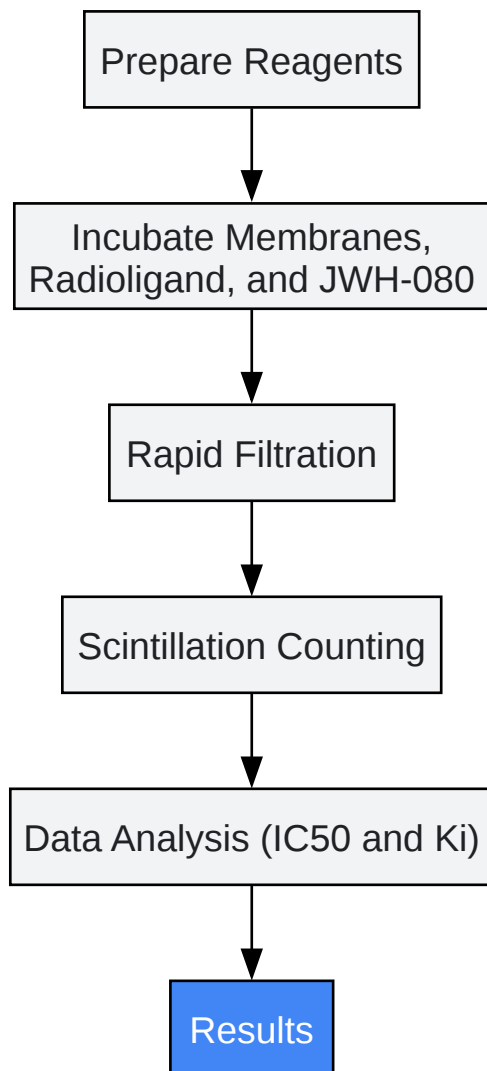 Prepare Reagents
Incubate Membranes,
Radioligand, and JWH-080
Rapid Filtration
Scintillation Counting
Data Analysis (IC50 and Ki)
Results